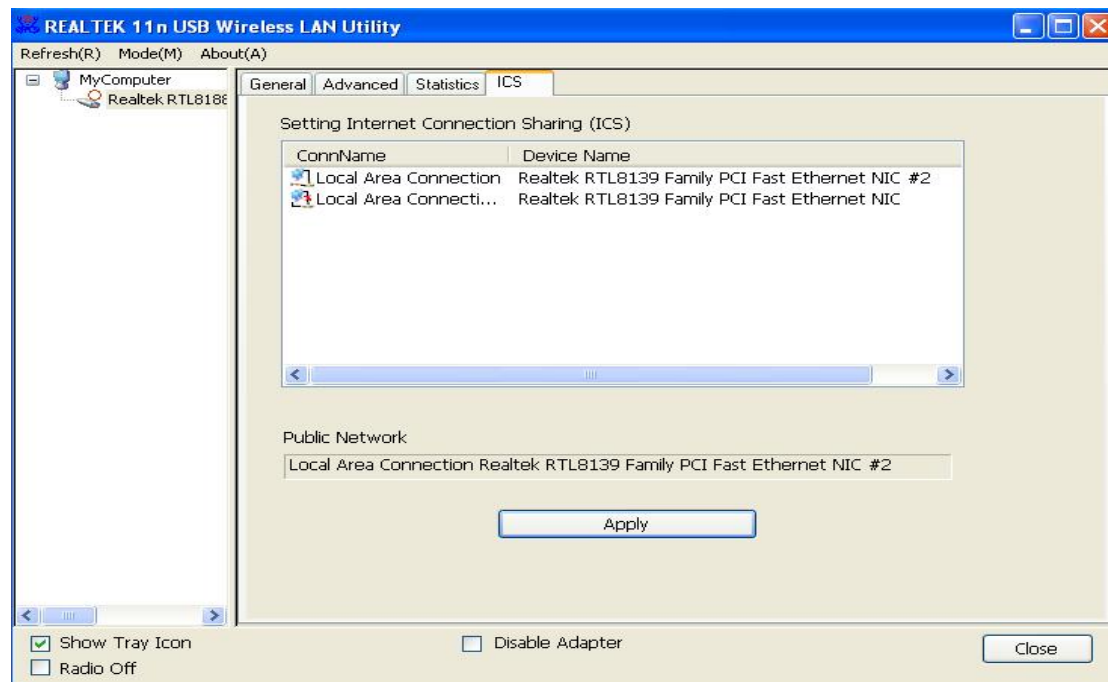 REALTEK 11n USB Wireless LAN Utility
Refresh(R) Mode(M) About(A)
MyComputer
Realtek RTL8188
General Advanced Statistics ICS
Setting Internet Connection Sharing (ICS)
ConnName Device Name
Local Area Connection Realtek RTL8139 Family PCI Fast Ethernet NIC #2
Local Area Connecti... Realtek RTL8139 Family PCI Fast Ethernet NIC
Public Network
Local Area Connection Realtek RTL8139 Family PCI Fast Ethernet NIC #2
Apply
Show Tray Icon
Radio Off
Disable Adapter
Close